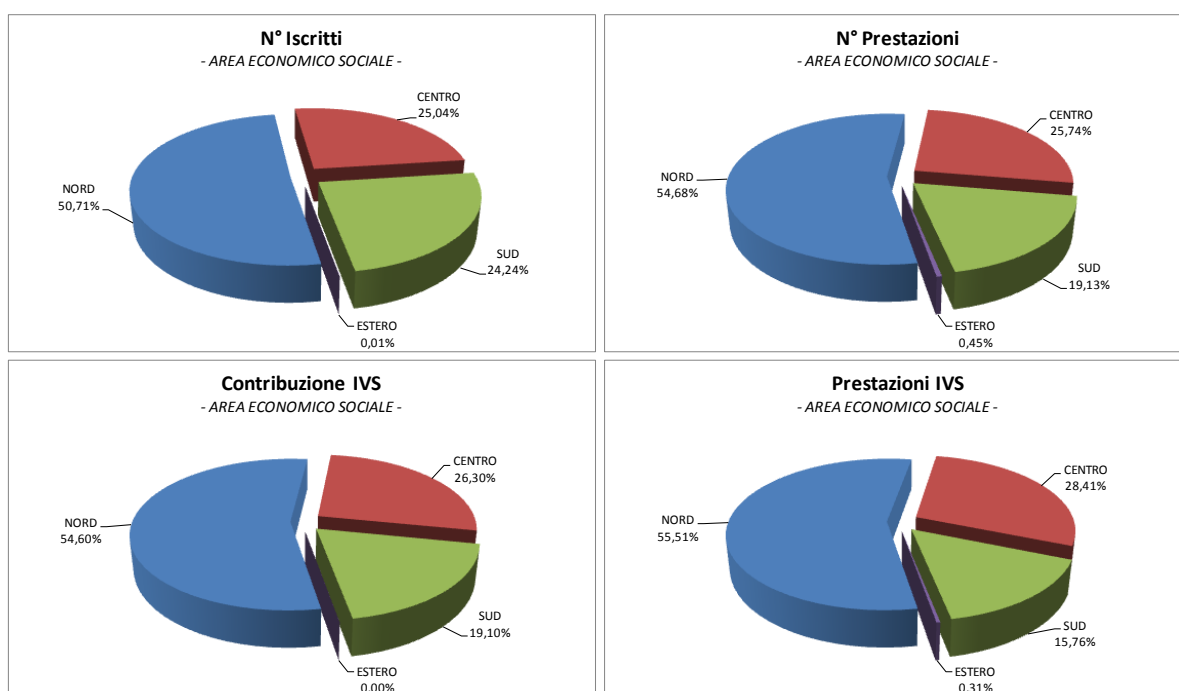 N° Iscritti
- AREA ECONOMICO SOCIALE -
CENTRO
25,04%
NORD
50,71%
SUD
24,24%
ESTERO
0,01%
N° Prestazioni
- AREA ECONOMICO SOCIALE -
CENTRO
25,74%
NORD
54,68%
SUD
19,13%
ESTERO
0,45%
Contribuzione IVS
- AREA ECONOMICO SOCIALE -
CENTRO
26,30%
NORD
54,60%
SUD
19,10%
ESTERO
0,00%
Prestazioni IVS
- AREA ECONOMICO SOCIALE -
CENTRO
28,41%
NORD
55,51%
SUD
15,76%
ESTERO
0,31%